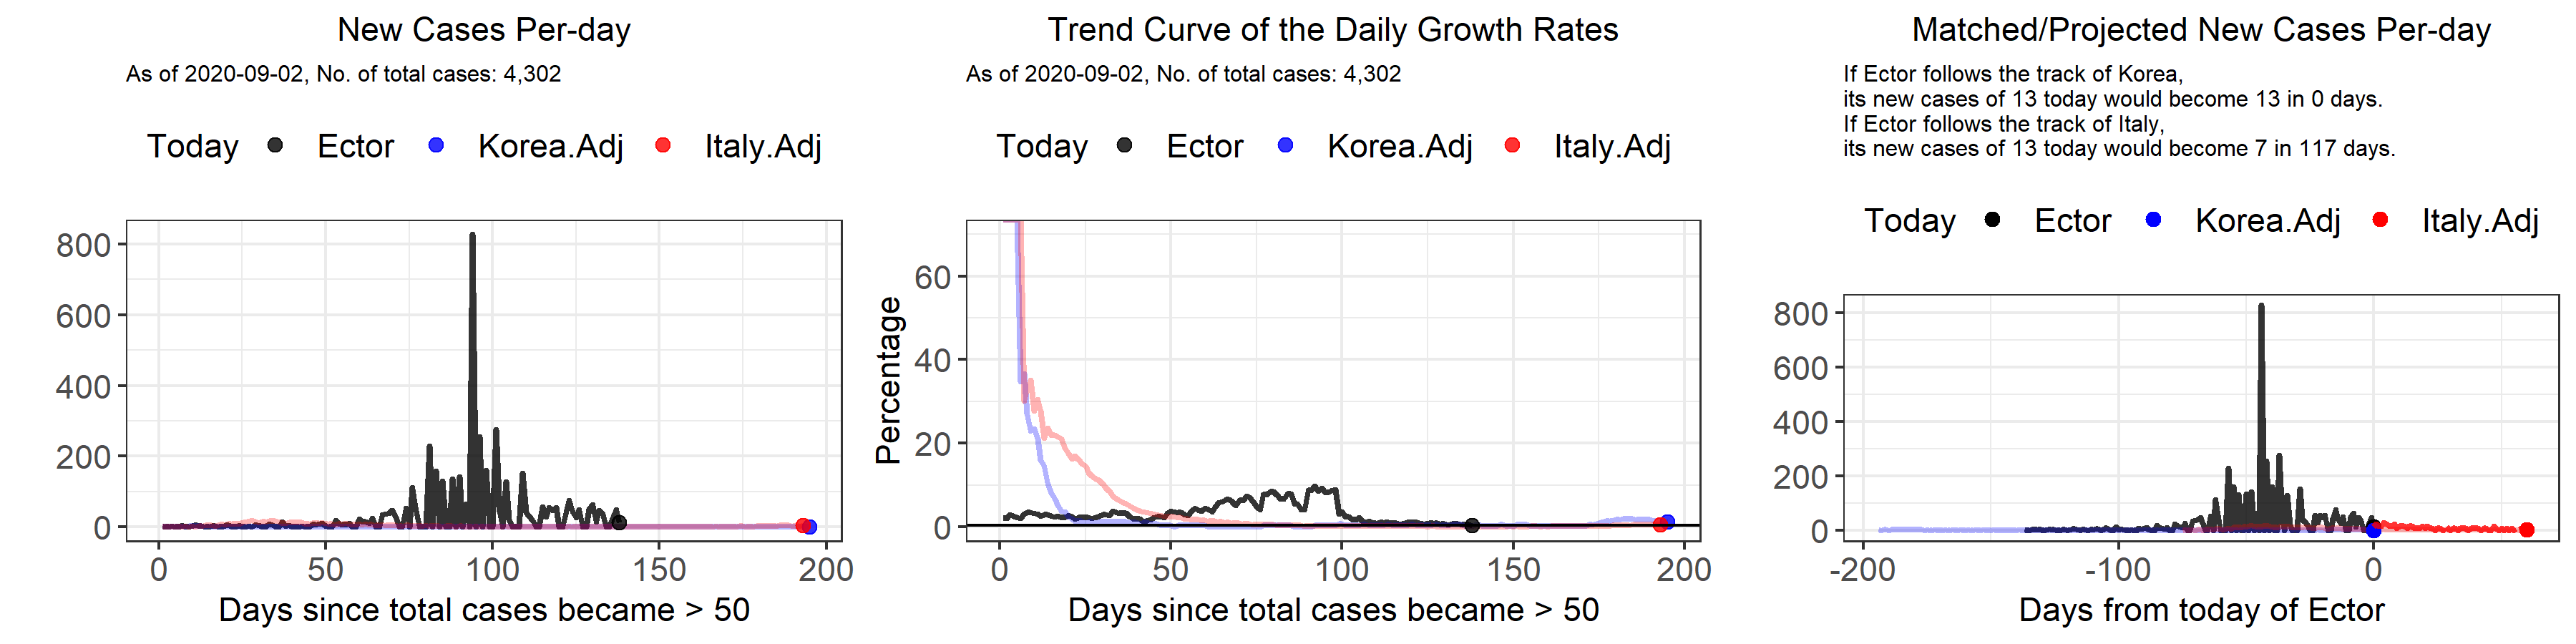 New Cases Per-day
As of 2020-09-02, No. of total cases: 4,302
Today Ector Korea.Adj Italy.Adj
800
600
400
200
0
0 50 100 150 200
Days since total cases became > 50
Trend Curve of the Daily Growth Rates
As of 2020-09-02, No. of total cases: 4,302
Today Ector Korea.Adj Italy.Adj
Percentage
60
40
20
0
0 50 100 150 200
Days since total cases became > 50
Matched/Projected New Cases Per-day
If Ector follows the track of Korea,
its new cases of 13 today would become 13 in 0 days.
If Ector follows the track of Italy,
its new cases of 13 today would become 7 in 117 days.
Today Ector Korea.Adj Italy.Adj
800
600
400
200
0
-200 -100 0
Days from today of Ector